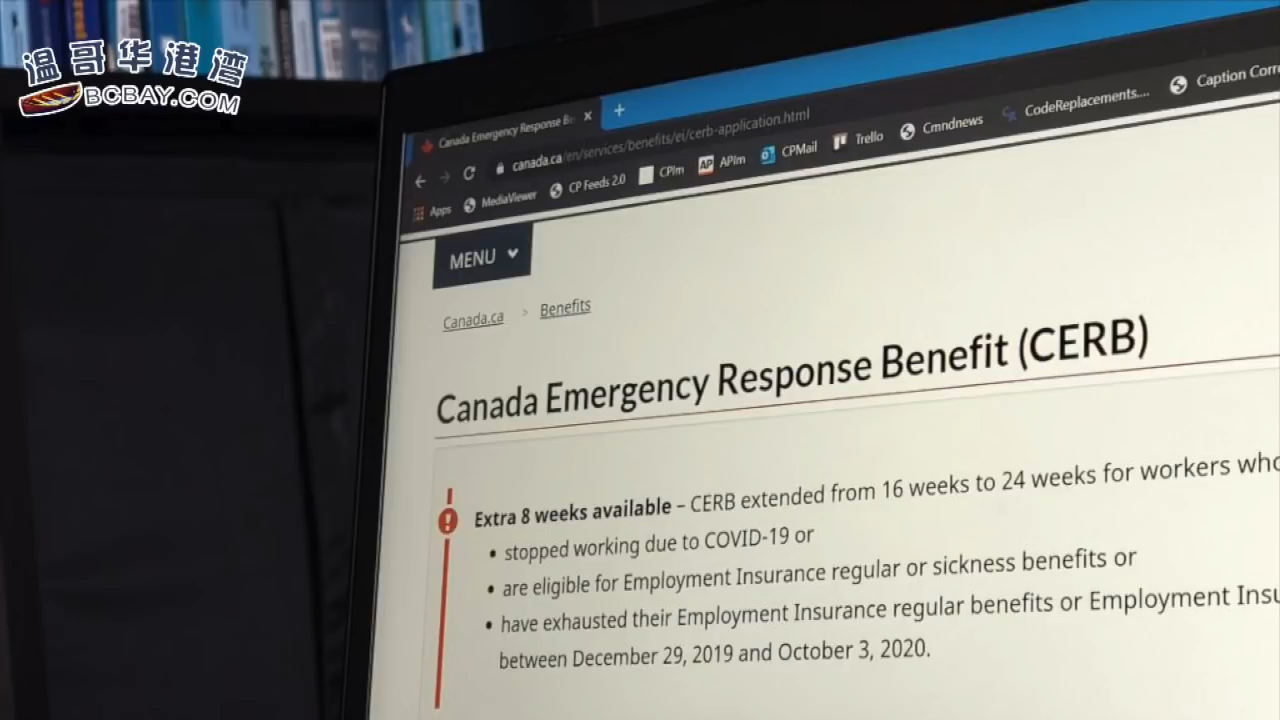 温哥华港湾
BCBAY.COM
Canada Emergency Response Be
canada.ca/en/services/benefits/ei/cerb-application.html
Apps MediaViewer CP Feeds 2.0 CPIm AP APIm CPMail Trello Cmndnews CodeReplacements.... Caption Corre
MENU
Canada.ca > Benefits
Canada Emergency Response Benefit (CERB)
Extra 8 weeks available – CERB extended from 16 weeks to 24 weeks for workers who
• stopped working due to COVID-19 or
• are eligible for Employment Insurance regular or sickness benefits or
• have exhausted their Employment Insurance regular benefits or Employment Insu
between December 29, 2019 and October 3, 2020.